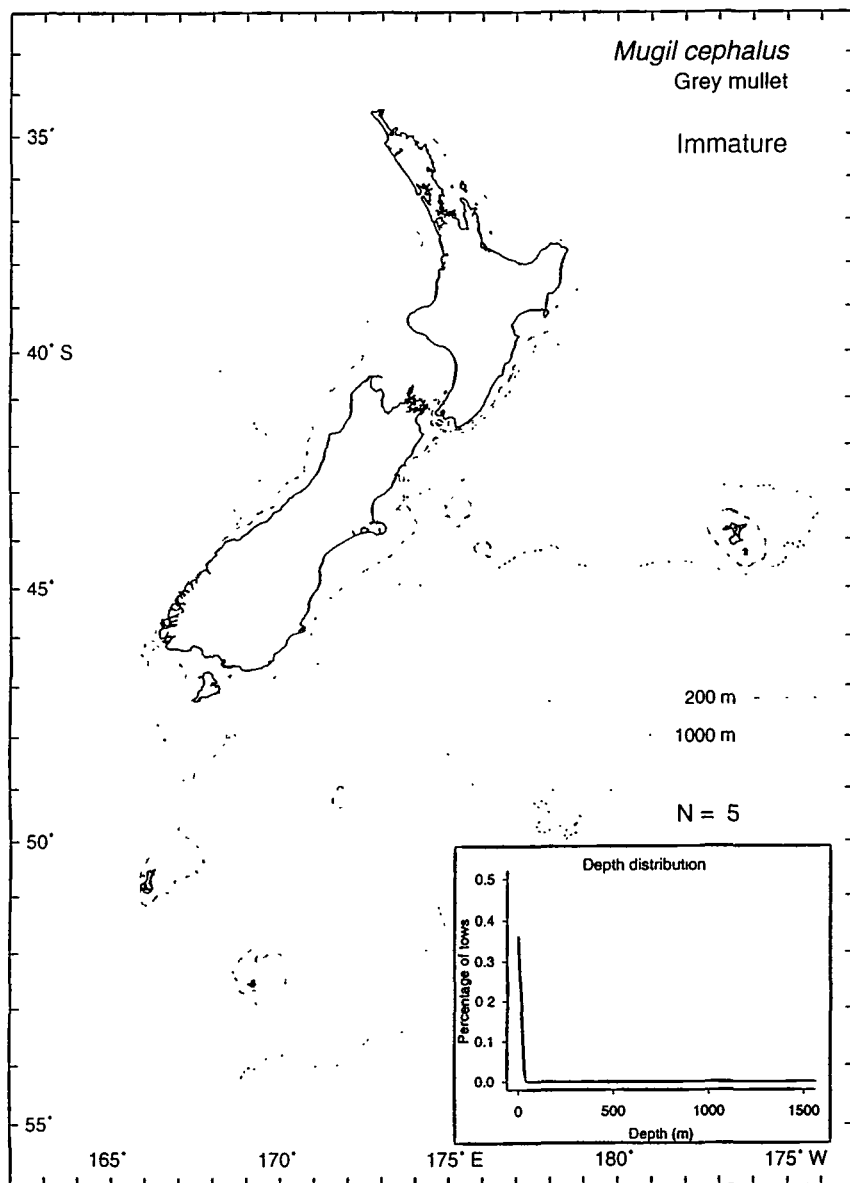 Mugil cephalus
Grey mullet
Immature
35°
40° S
45°
200 m
1000 m
N = 5
50°
Depth distribution
0.5
0.4
0.3
0.2
0.1
0.0
Percentage of tows
0 500 1000 1500
Depth (m)
55°
165° 170° 175° E 180° 175° W